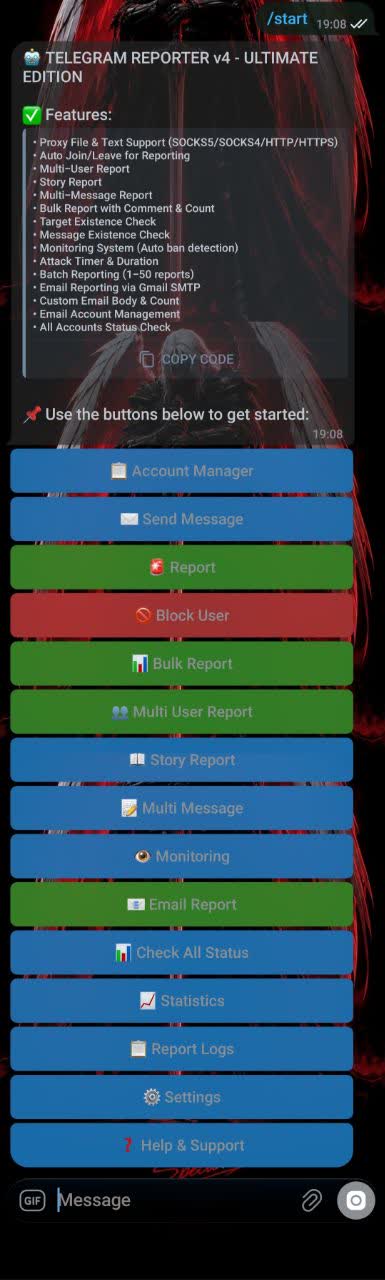 /start 19:08
TELEGRAM REPORTER v4 - ULTIMATE
EDITION
Features:
• Proxy File & Text Support (SOCKS5/SOCKS4/HTTP/HTTPS)
• Auto Join/Leave for Reporting
• Multi-User Report
• Story Report
• Multi-Message Report
• Bulk Report with Comment & Count
• Target Existence Check
• Message Existence Check
• Monitoring System (Auto ban detection)
• Attack Timer & Duration
• Batch Reporting (1-50 reports)
• Email Reporting via Gmail SMTP
• Custom Email Body & Count
• Email Account Management
• All Accounts Status Check
COPY CODE
Use the buttons below to get started:
19:08
Account Manager
Send Message
Report
Block User
Bulk Report
Multi User Report
Story Report
Multi Message
Monitoring
Email Report
Check All Status
Statistics
Report Logs
Settings
Help & Support
GIF Message